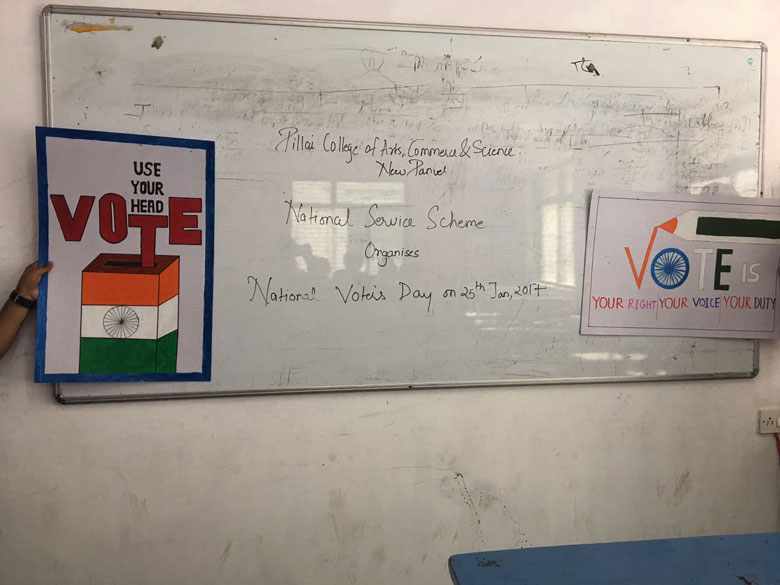 USE
YOUR
HEAD
VOTE
Pillai College of Arts, Commerce & Science
New Panvel
National Service Scheme
Organises
National Voter's Day on 25th Jan, 2017
VOTE IS
YOUR RIGHT YOUR VOICE YOUR DUTY